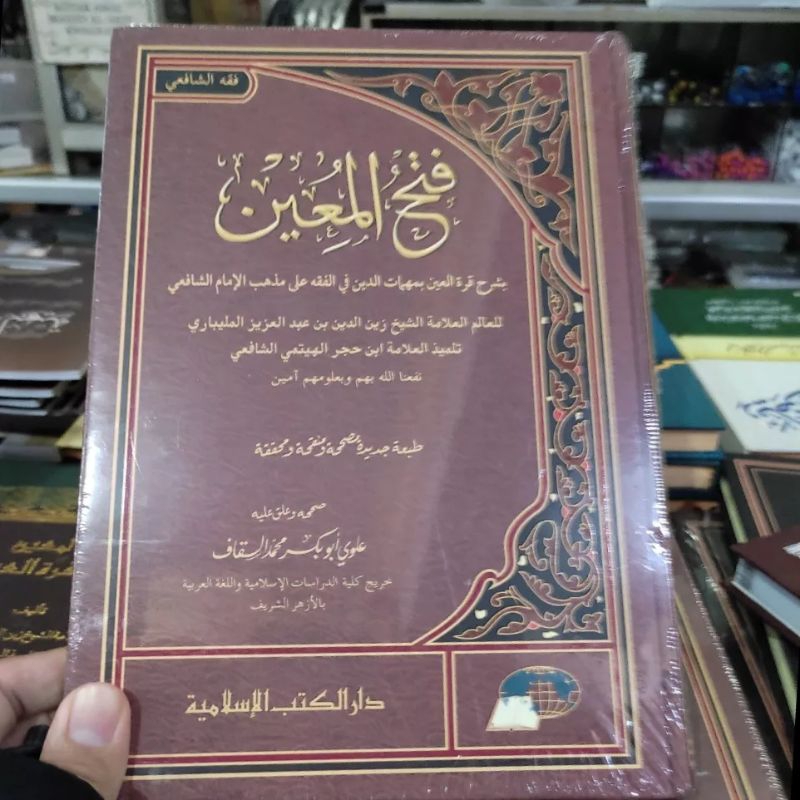 فقه الشافعي
فتح المعين
بشرح قرة العين بمهمات الدين في الفقه على مذهب الإمام الشافعي
للعالم العلامة الشيخ زين الدين بن عبد العزيز المليباري
تلميذ العلامة ابن حجر الهيتمي الشافعي
نفعنا الله بهم وبعلومهم آمين
طبعة جديدة مصححة ومنقحة ومحققة
صححه وعلق عليه
علوي أبو بكر محمد السقاف
خريج كلية الدراسات الإسلامية واللغة العربية
بالأزهر الشريف
دار الكتب الإسلامية